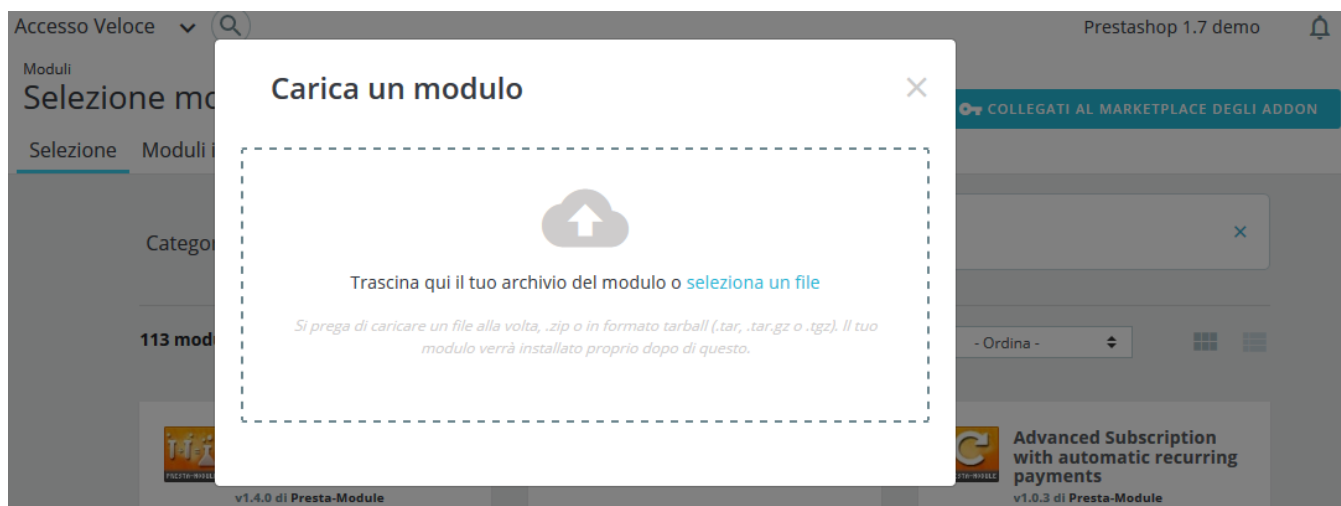 Accesso Veloce
Prestashop 1.7 demo
Moduli
Selezione mo
Carica un modulo
COLLEGATI AL MARKETPLACE DEGLI ADDON
Selezione Moduli i
Trascina qui il tuo archivio del modulo o seleziona un file
Si prega di caricare un file alla volta, .zip o in formato tarball (.tar, .tar.gz o .tgz). Il tuo
modulo verrà installato proprio dopo di questo.
Categor
113 mod
- Ordina -
PRESTA-MODULE
v1.4.0 di Presta-Module
Advanced Subscription
with automatic recurring
payments
v1.0.3 di Presta-Module